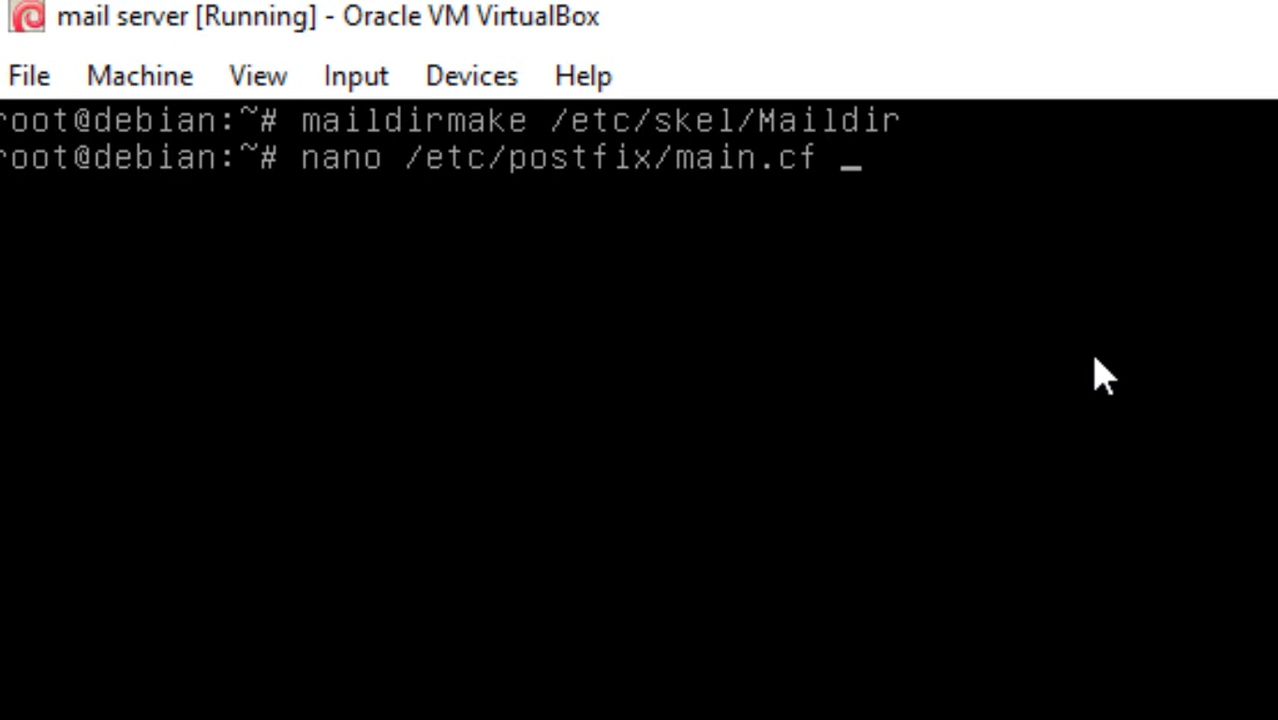 mail server [Running] - Oracle VM VirtualBox
File Machine View Input Devices Help
root@debian:~# maildirmake /etc/skel/Maildir
root@debian:~# nano /etc/postfix/main.cf _